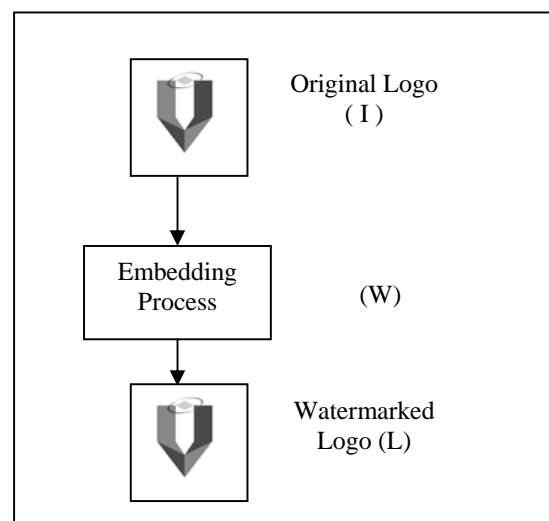 Original Logo
( I )
Embedding
Process
(W)
Watermarked
Logo (L)